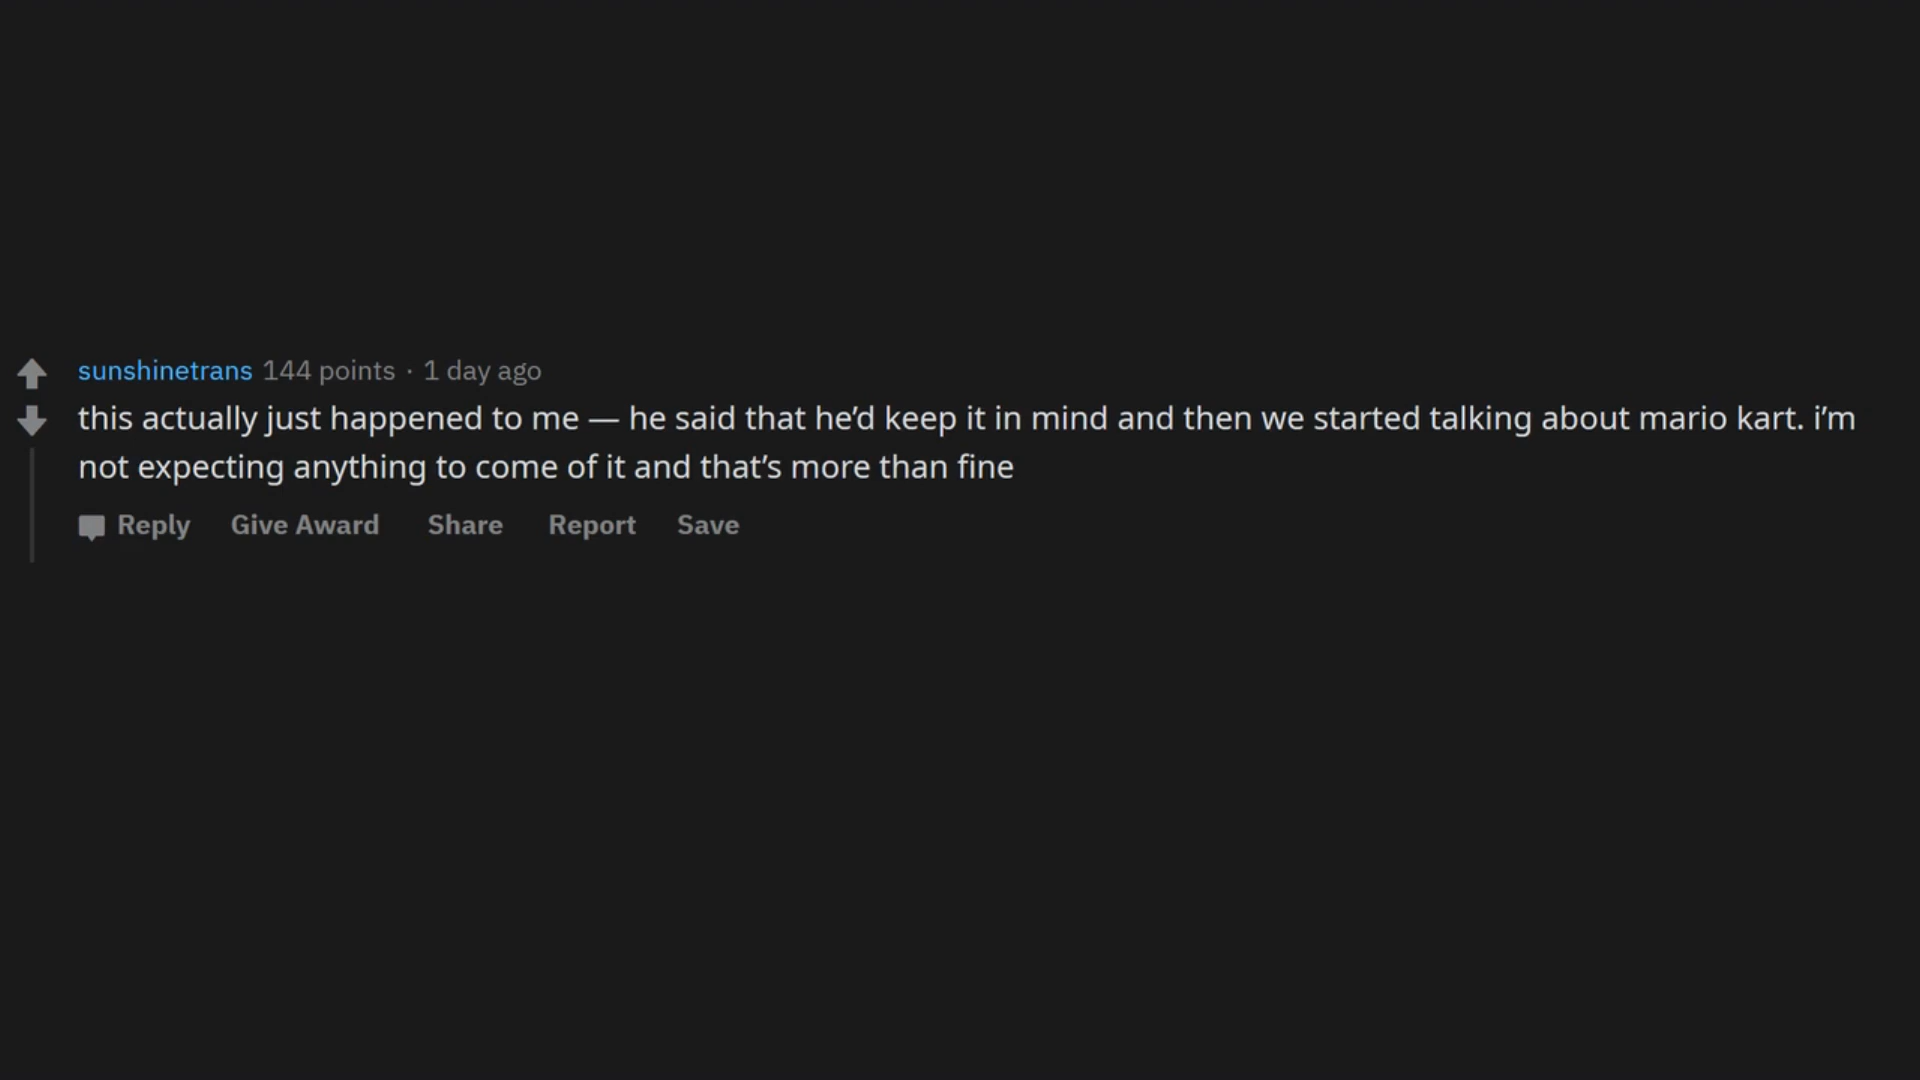 sunshinetrans 144 points · 1 day ago
this actually just happened to me — he said that he’d keep it in mind and then we started talking about mario kart. i’m
not expecting anything to come of it and that’s more than fine
Reply Give Award Share Report Save